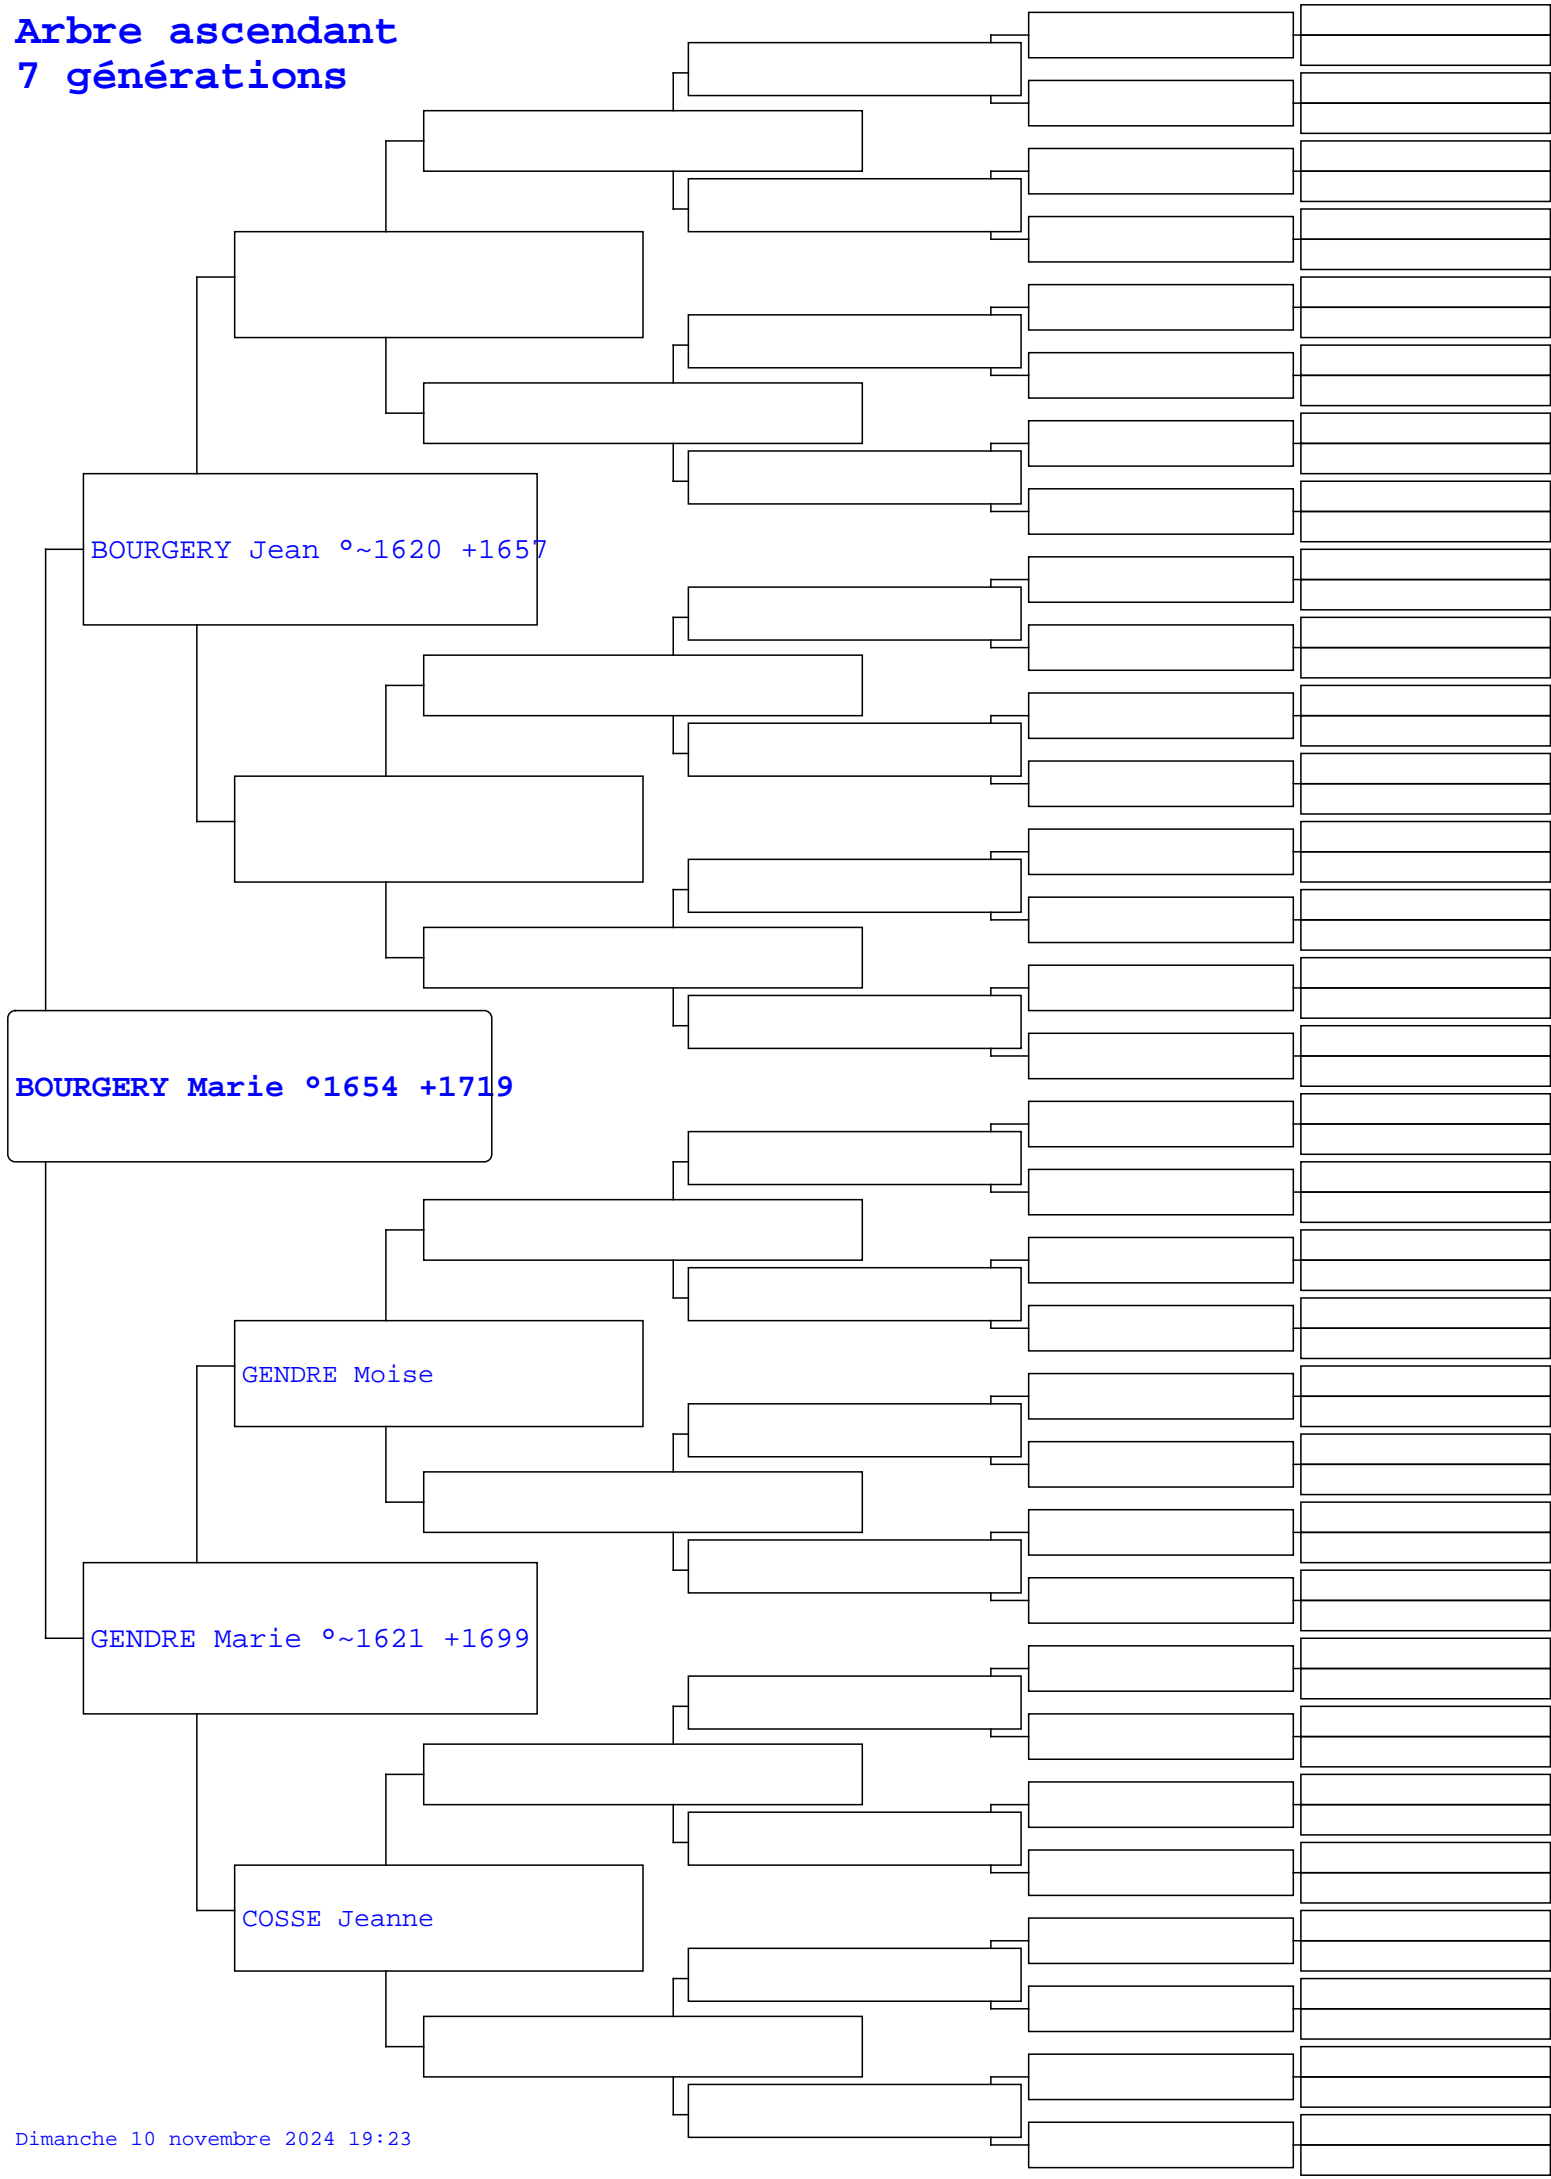 Arbre ascendant
7 générations
BOURGERY Jean °~1620 +1657
BOURGERY Marie °1654 +1719
GENDRE Moise
GENDRE Marie °~1621 +1699
COSSE Jeanne
Dimanche 10 novembre 2024 19:23